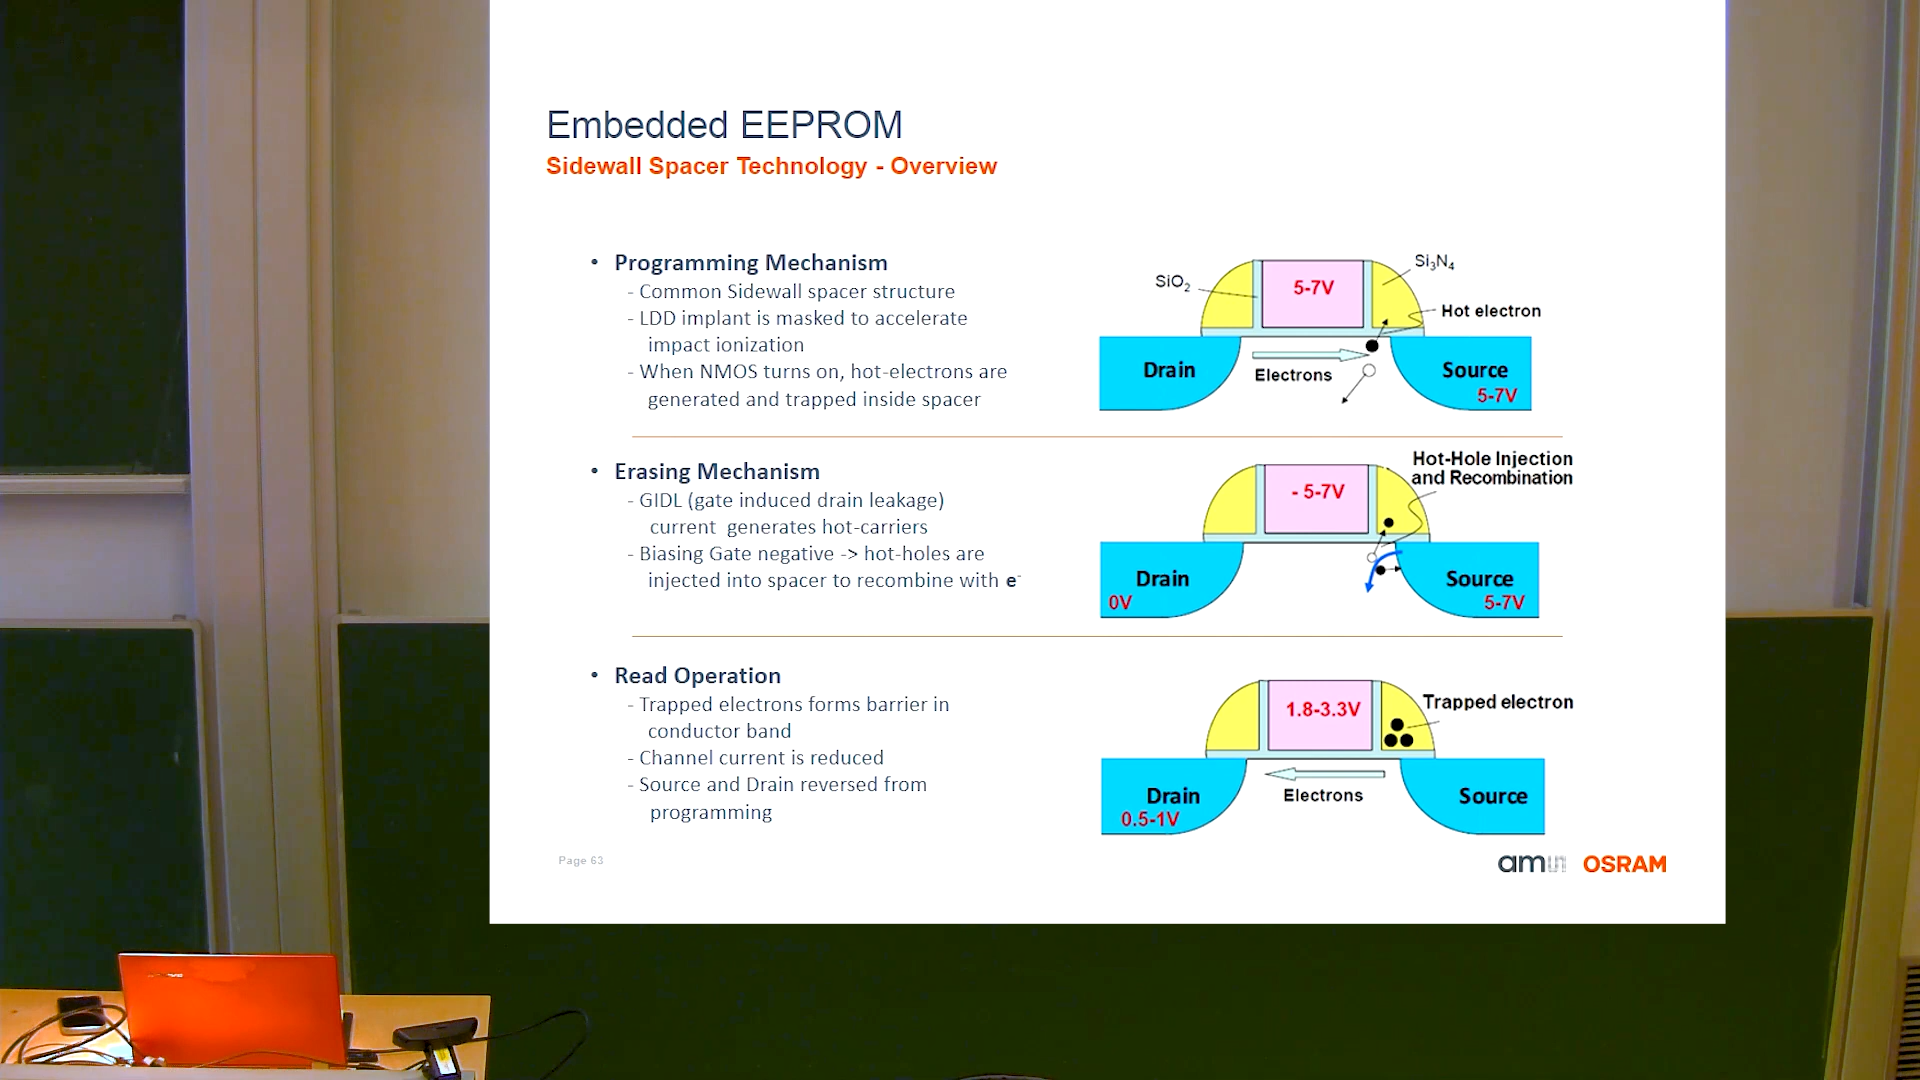 Embedded EEPROM
Sidewall Spacer Technology - Overview
• Programming Mechanism
- Common Sidewall spacer structure
- LDD implant is masked to accelerate
impact ionization
- When NMOS turns on, hot-electrons are
generated and trapped inside spacer
SiO2
5-7V
Si3N4
Hot electron
Drain
Electrons
Source
5-7V
• Erasing Mechanism
- GIDL (gate induced drain leakage)
current generates hot-carriers
- Biasing Gate negative -> hot-holes are
injected into spacer to recombine with e-
Hot-Hole Injection
and Recombination
- 5-7V
Drain
0V
Source
5-7V
• Read Operation
- Trapped electrons forms barrier in
conductor band
- Channel current is reduced
- Source and Drain reversed from
programming
1.8-3.3V
Trapped electron
Drain
0.5-1V
Electrons
Source
Page 63
amu OSRAM